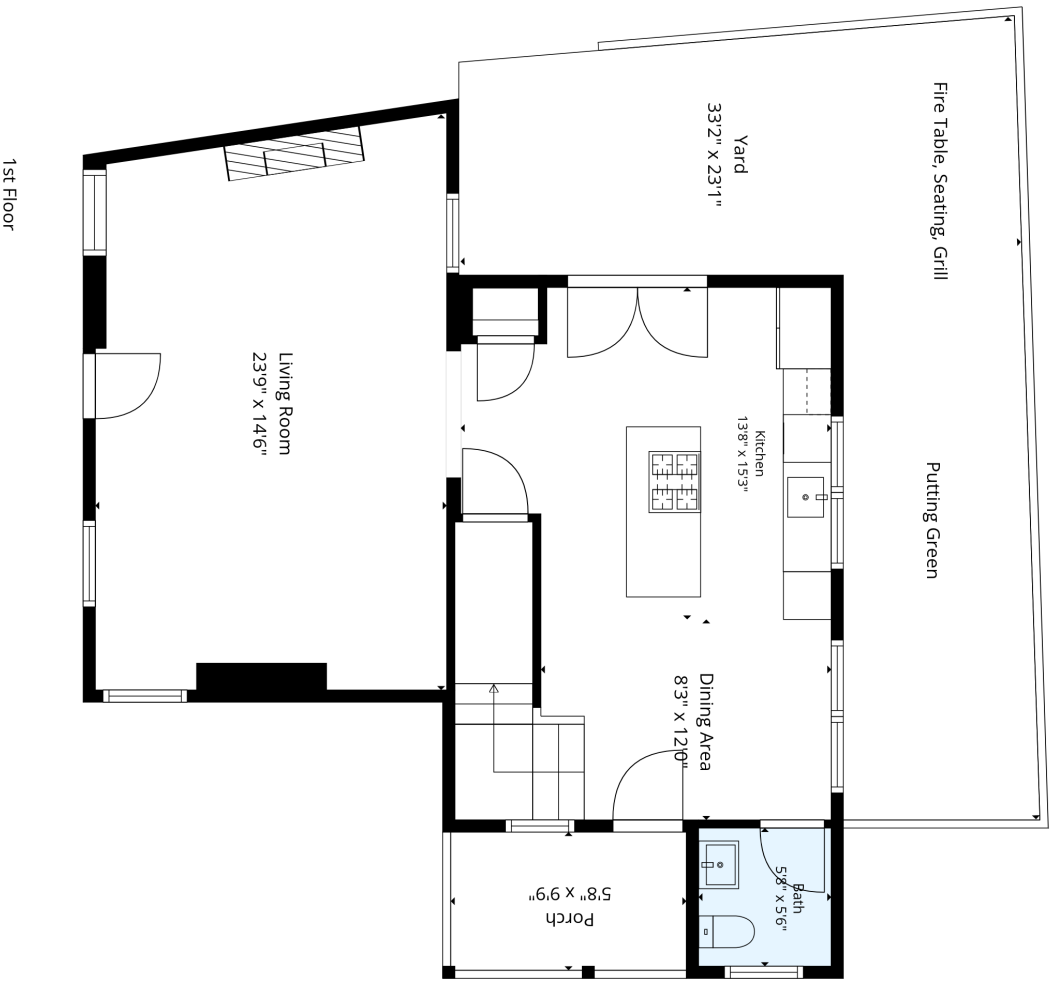 1st Floor
Fire Table, Seating, Grill
Yard
33'2" x 23'1"
Living Room
23'9" x 14'6"
Kitchen
13'8" x 15'3"
Putting Green
Dining Area
8'3" x 12'0"
Bath
5'8" x 5'6"
Porch
5'8" x 9'9"